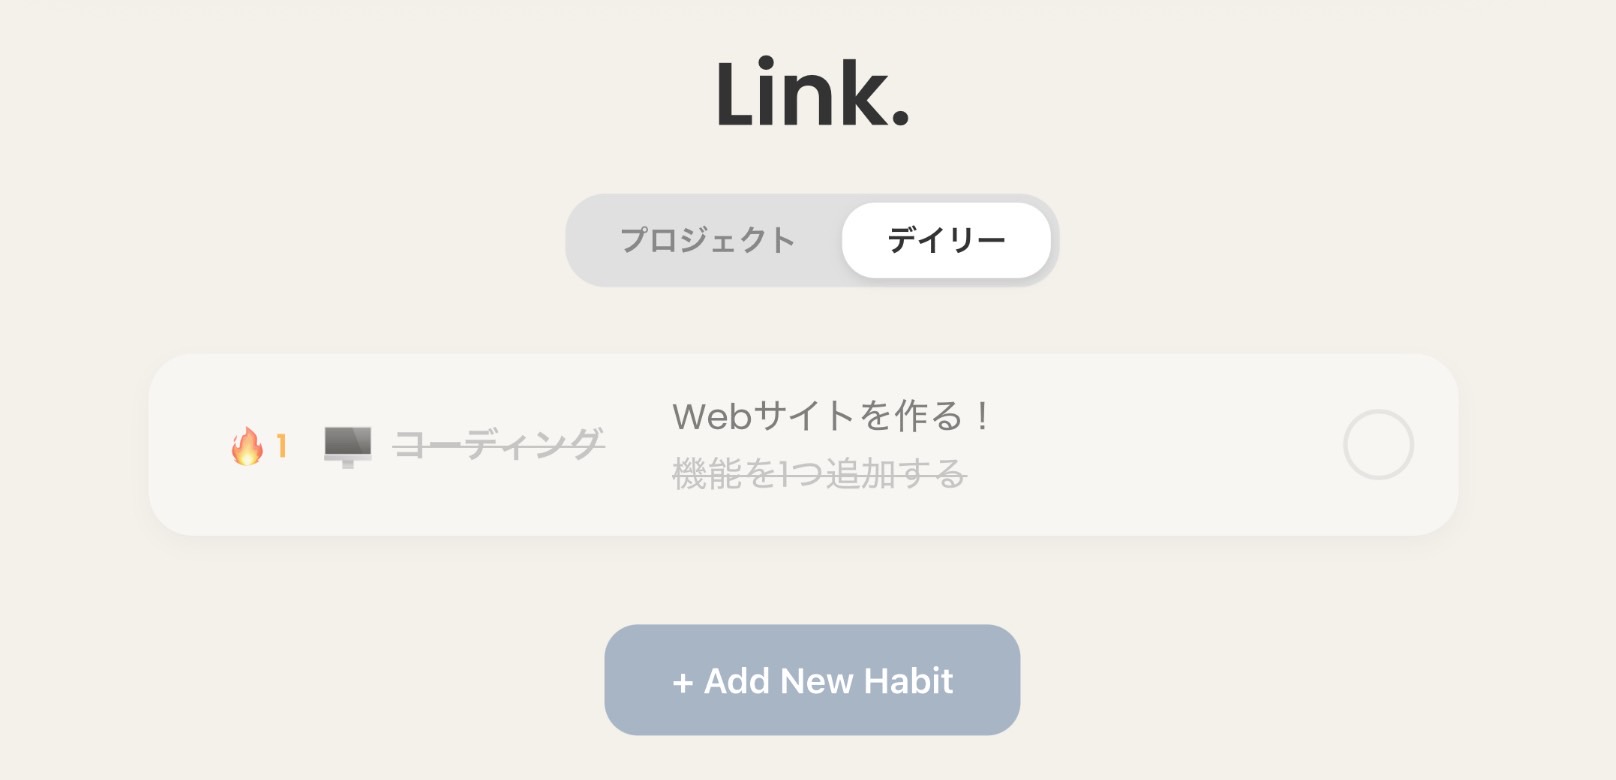 Link.
プロジェクト デイリー
🔥 1 🖥️ コーディング
Webサイトを作る！
機能を1つ追加する
+ Add New Habit